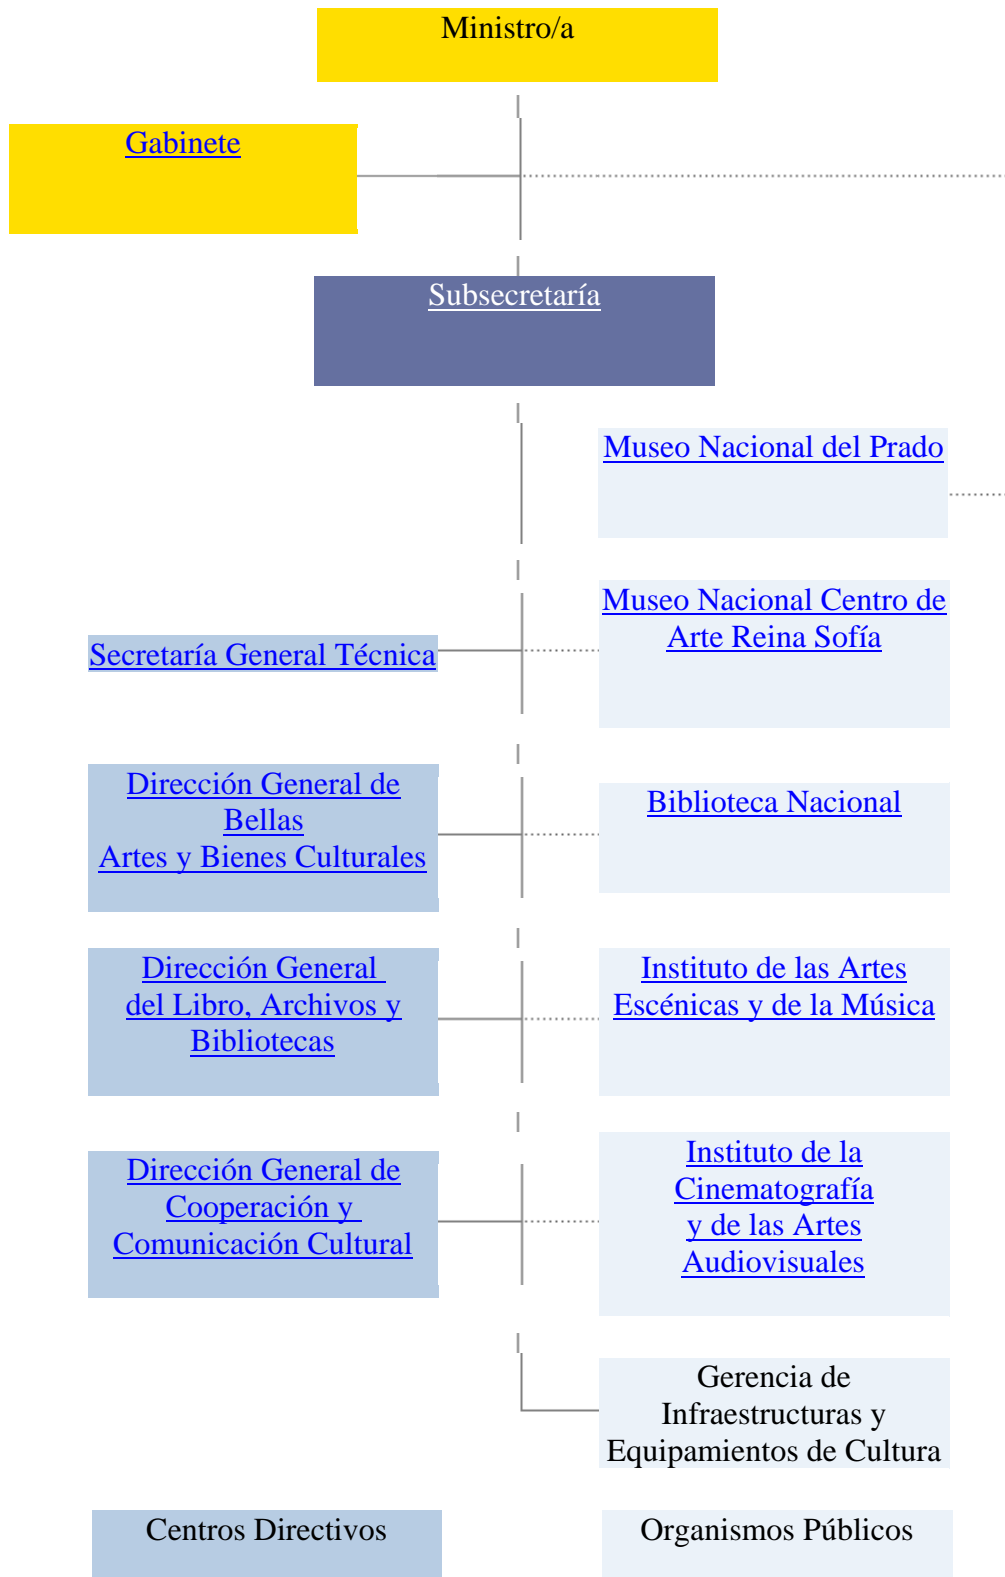 Ministro/a
Gabinete
Subsecretaría
Museo Nacional del Prado
Secretaría General Técnica
Museo Nacional Centro de
Arte Reina Sofía
Dirección General de
Bellas
Artes y Bienes Culturales
Biblioteca Nacional
Dirección General
del Libro, Archivos y
Bibliotecas
Instituto de las Artes
Escénicas y de la Música
Dirección General de
Cooperación y
Comunicación Cultural
Instituto de la
Cinematografía
y de las Artes
Audiovisuales
Gerencia de
Infraestructuras y
Equipamientos de Cultura
Centros Directivos
Organismos Públicos